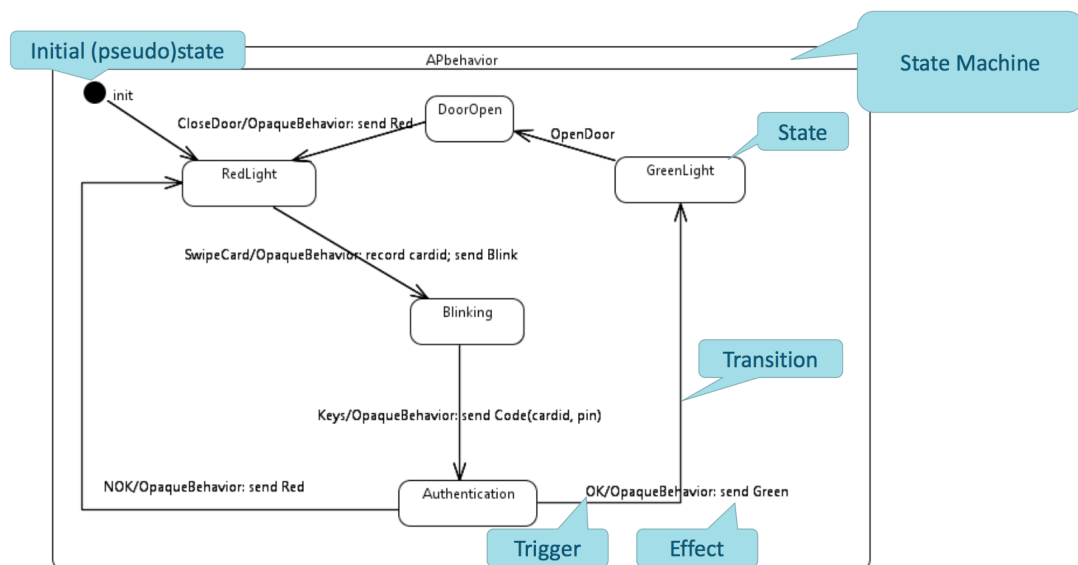 Initial (pseudo)state
State Machine
APbehavior
init
DoorOpen
CloseDoor/OpaqueBehavior: send Red
OpenDoor
State
RedLight
GreenLight
SwipeCard/OpaqueBehavior: record cardid; send Blink
Blinking
Transition
Keys/OpaqueBehavior: send Code(cardid, pin)
NOK/OpaqueBehavior: send Red
Authentication
OK/OpaqueBehavior: send Green
Trigger
Effect